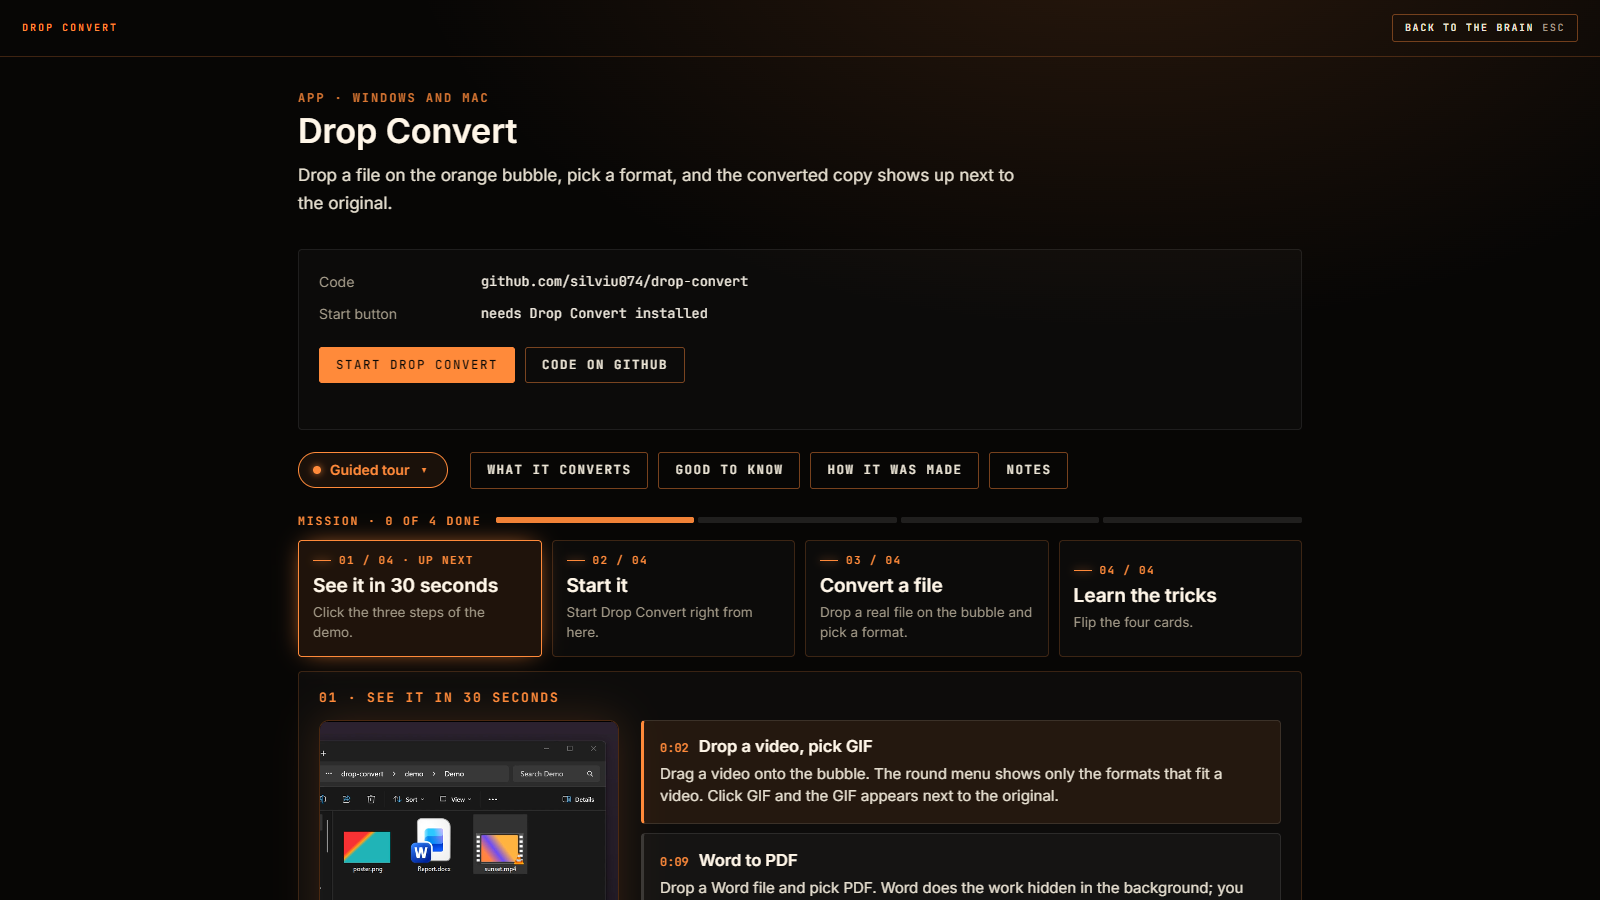 DROP CONVERT
BACK TO THE BRAIN ESC
APP · WINDOWS AND MAC
Drop Convert
Drop a file on the orange bubble, pick a format, and the converted copy shows up next to
the original.
Code github.com/silviu074/drop-convert
Start button needs Drop Convert installed
START DROP CONVERT CODE ON GITHUB
Guided tour WHAT IT CONVERTS GOOD TO KNOW HOW IT WAS MADE NOTES
MISSION · 0 OF 4 DONE
01 / 04 · UP NEXT
See it in 30 seconds
Click the three steps of the
demo.
02 / 04
Start it
Start Drop Convert right from
here.
03 / 04
Convert a file
Drop a real file on the bubble and
pick a format.
04 / 04
Learn the tricks
Flip the four cards.
01 · SEE IT IN 30 SECONDS
drop-convert > demo > Demo Search Demo
Sort View ··· Details
W
poster.png Report.docx sunset.mp4
0:02 Drop a video, pick GIF
Drag a video onto the bubble. The round menu shows only the formats that fit a
video. Click GIF and the GIF appears next to the original.
0:09 Word to PDF
Drop a Word file and pick PDF. Word does the work hidden in the background; you